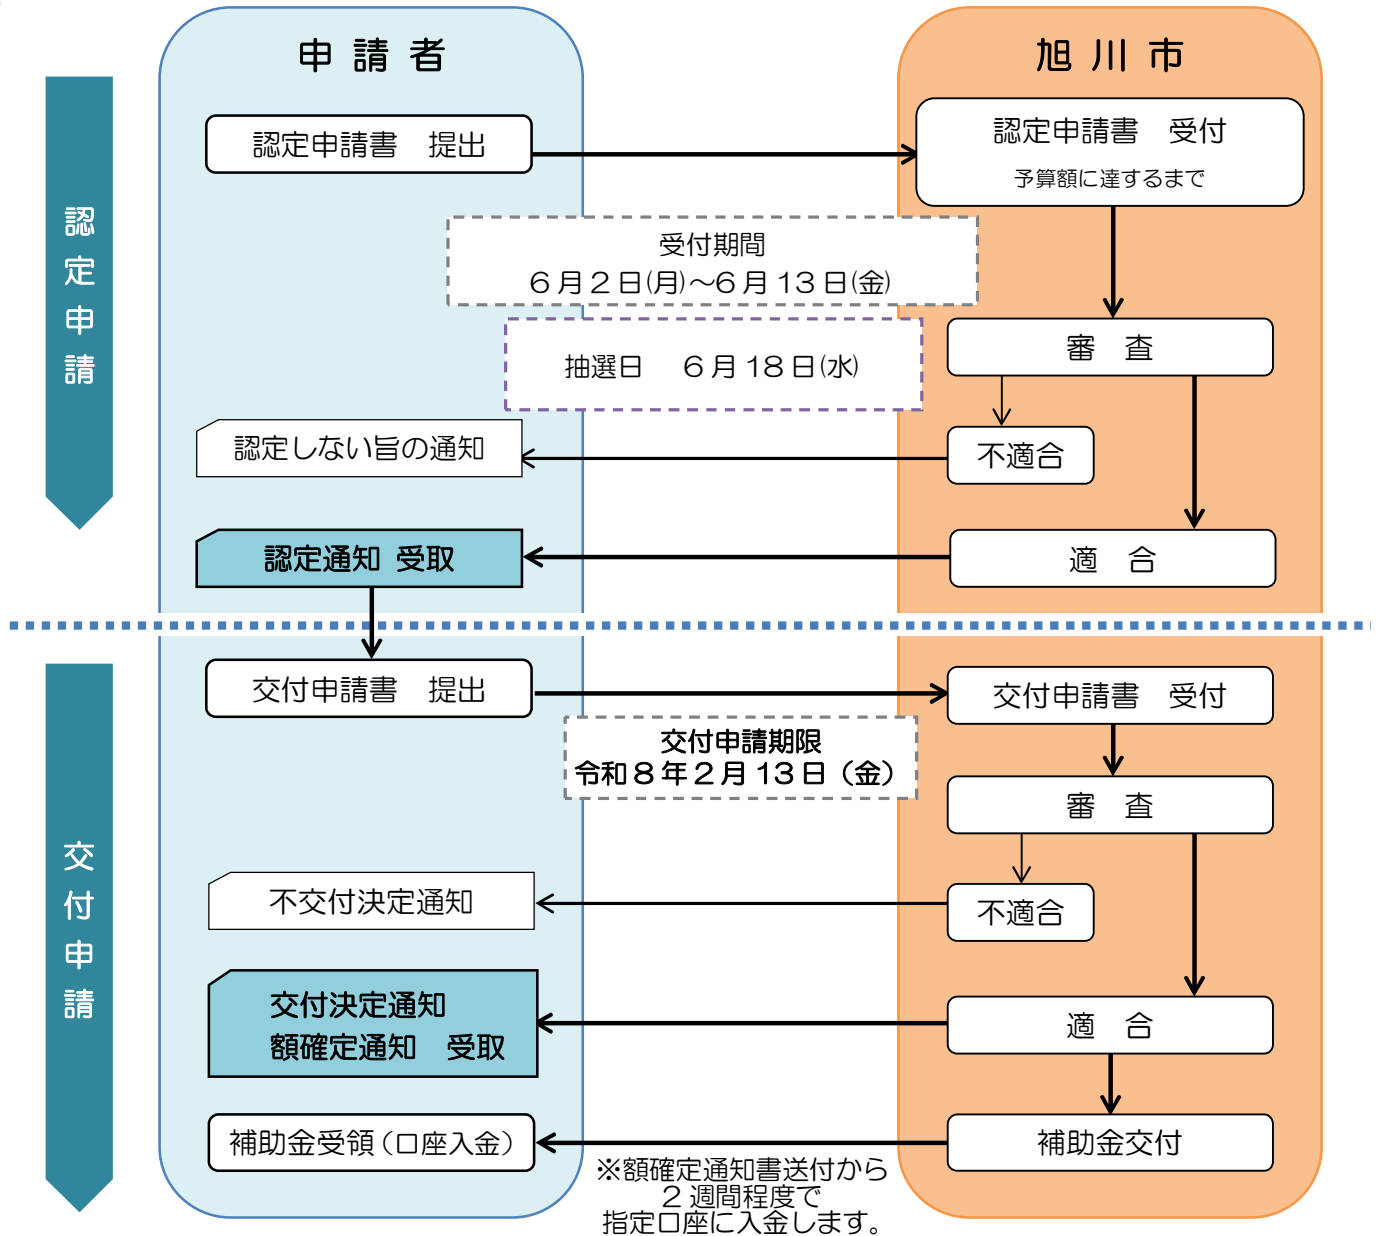 申請者
旭川市
認定申請
認定申請書　提出
認定申請書　受付
予算額に達するまで
受付期間
６月２日(月)～６月13日(金)
審　査
抽選日　６月18日(水)
認定しない旨の通知
不適合
認定通知 受取
適　合
交付申請
交付申請書　提出
交付申請書　受付
交付申請期限
令和８年２月13日（金）
審　査
不交付決定通知
不適合
交付決定通知
額確定通知　受取
適　合
補助金受領（口座入金）
補助金交付
※額確定通知書送付から
２週間程度で
指定口座に入金します。